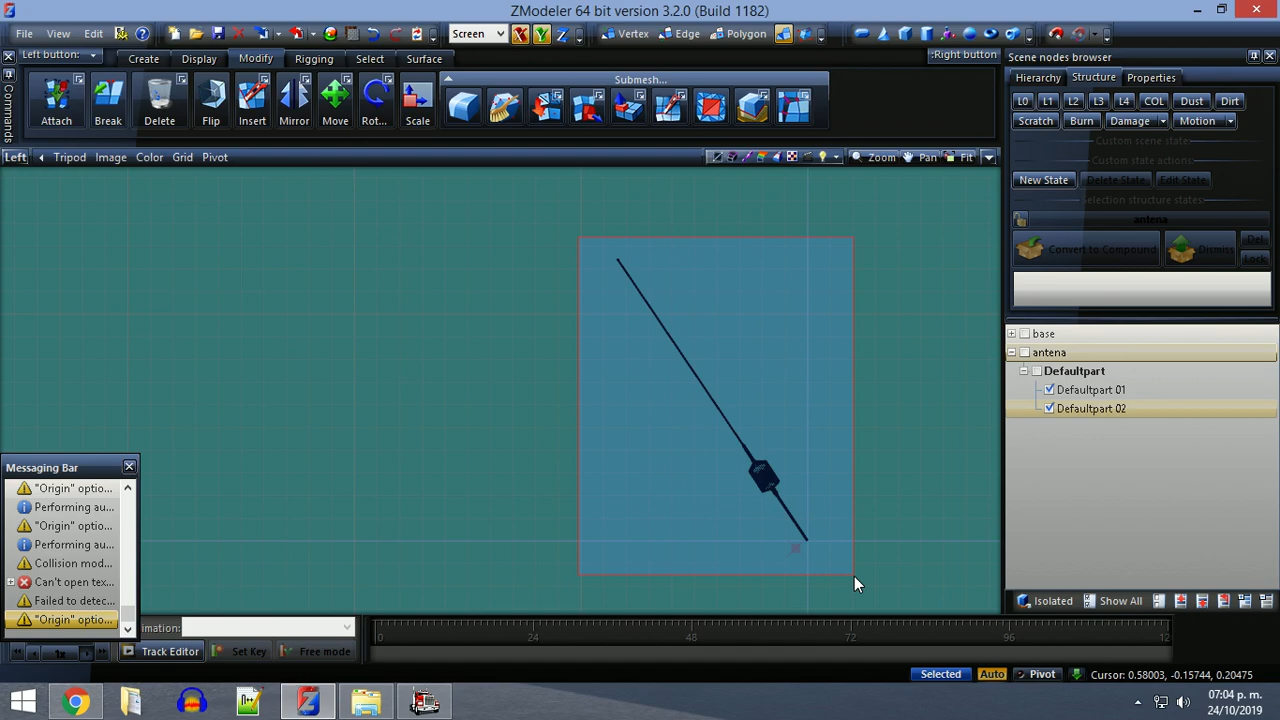 ZModeler 64 bit version 3.2.0 (Build 1182)
File View Edit
Screen
Vertex Edge Polygon
Scene nodes browser
Left button:
Create Display Modify Rigging Select Surface
:Right button
Hierarchy Structure Properties
Commands
Attach Break Delete Flip Insert Mirror Move Rot... Scale
Submesh...
L0 L1 L2 L3 L4 COL Dust Dirt
Scratch Burn Damage Motion
Custom scene state:
Custom state actions:
New State Delete State Edit State
Selection structure states:
antena
Convert to Compound Dismiss Del Lock
Left Tripod Image Color Grid Pivot
Zoom Pan Fit
base
antena
Defaultpart
Defaultpart 01
Defaultpart 02
Messaging Bar
"Origin" optio...
Performing au...
"Origin" optio...
Performing au...
Collision mod...
Can't open tex...
Failed to detec...
"Origin" optio...
Isolated Show All
imation:
0 24 48 72 96 12
1x Track Editor Set Key Free mode
Selected Auto Pivot Cursor: 0.58003, -0.15744, 0.20475
07:04 p. m.
24/10/2019